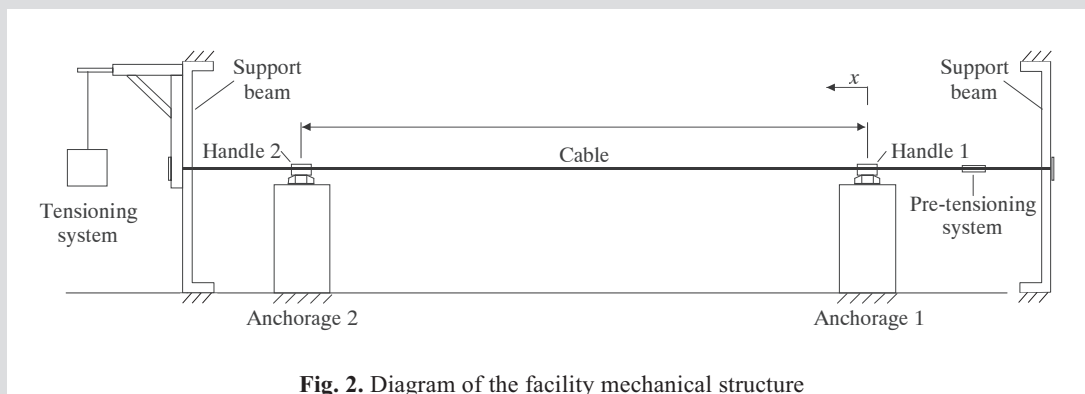 Support
beam
x
Support
beam
Handle 2
Cable
Handle 1
Tensioning
system
Pre-tensioning
system
Anchorage 2
Anchorage 1
Fig. 2. Diagram of the facility mechanical structure